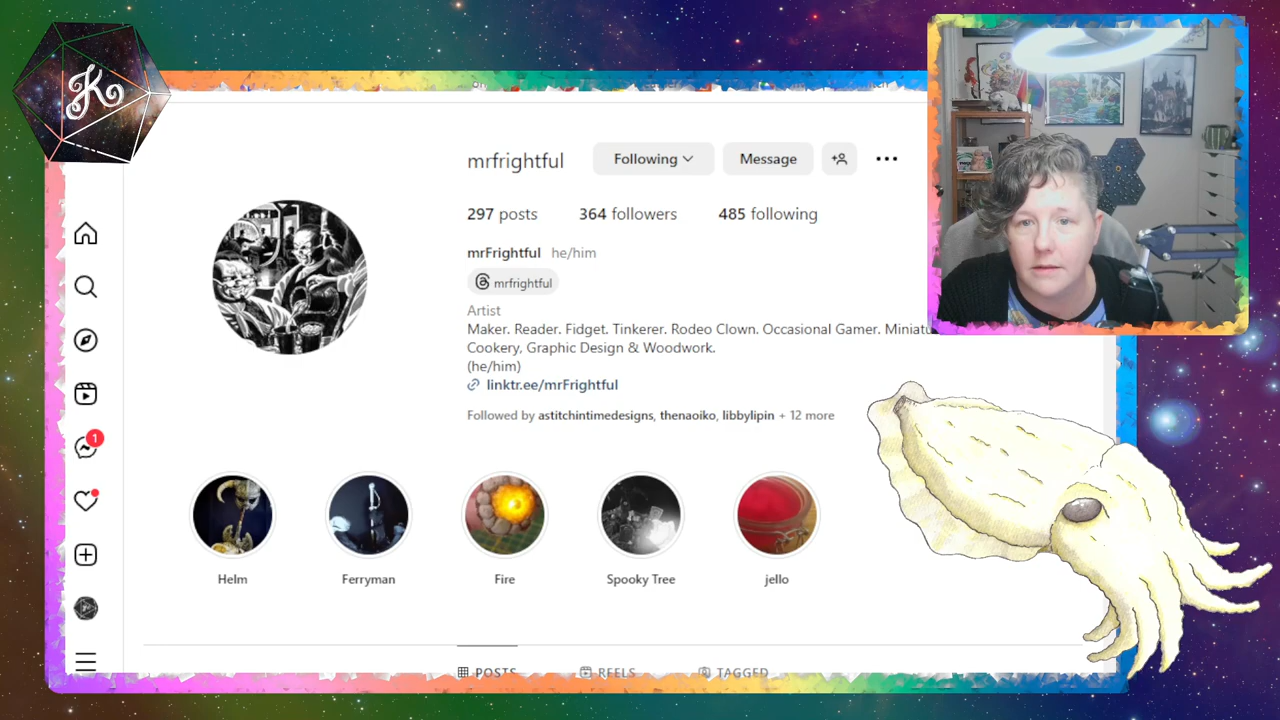 K
mrfrightful Following Message
297 posts 364 followers 485 following
mrFrightful he/him
mrfrightful
Artist
Maker. Reader. Fidget. Tinkerer. Rodeo Clown. Occasional Gamer.
Cookery, Graphic Design & Woodwork.
(he/him)
linktr.ee/mrFrightful
Followed by astitchintimedesigns, thenaoiko, libbylipin + 12 more
1
Helm Ferryman Fire Spooky Tree jello
POSTS REELS TAGGED